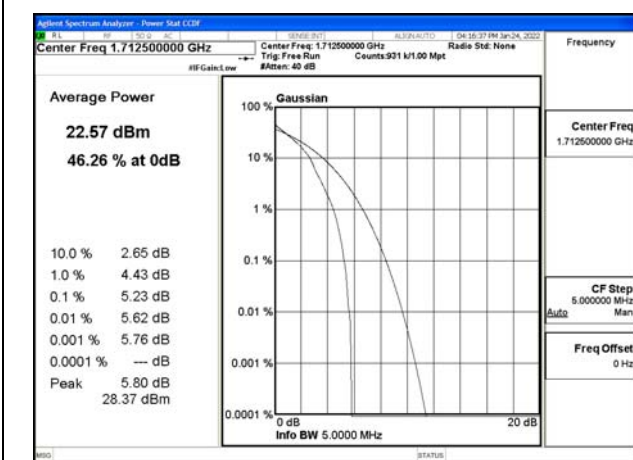 Agilent Spectrum Analyzer - Power Stat CCDF
RL RF 50 Ω AC SENSE:INT ALIGNAUTO 04:16:37 PM Jan 24, 2022
Center Freq 1.712500000 GHz
Center Freq: 1.712500000 GHz Radio Std: None
Trig: Free Run Counts:931 k/1.00 Mpt
#IFGain:Low #Atten: 40 dB
Frequency
Average Power
22.57 dBm
46.26 % at 0dB
10.0 % 2.65 dB
1.0 % 4.43 dB
0.1 % 5.23 dB
0.01 % 5.62 dB
0.001 % 5.76 dB
0.0001 % --- dB
Peak 5.80 dB
28.37 dBm
Gaussian
100 %
10 %
1 %
0.1 %
0.01 %
0.001 %
0.0001 %
0 dB 20 dB
Info BW 5.0000 MHz
Center Freq
1.712500000 GHz
CF Step
5.000000 MHz
Auto Man
Freq Offset
0 Hz
MSG STATUS